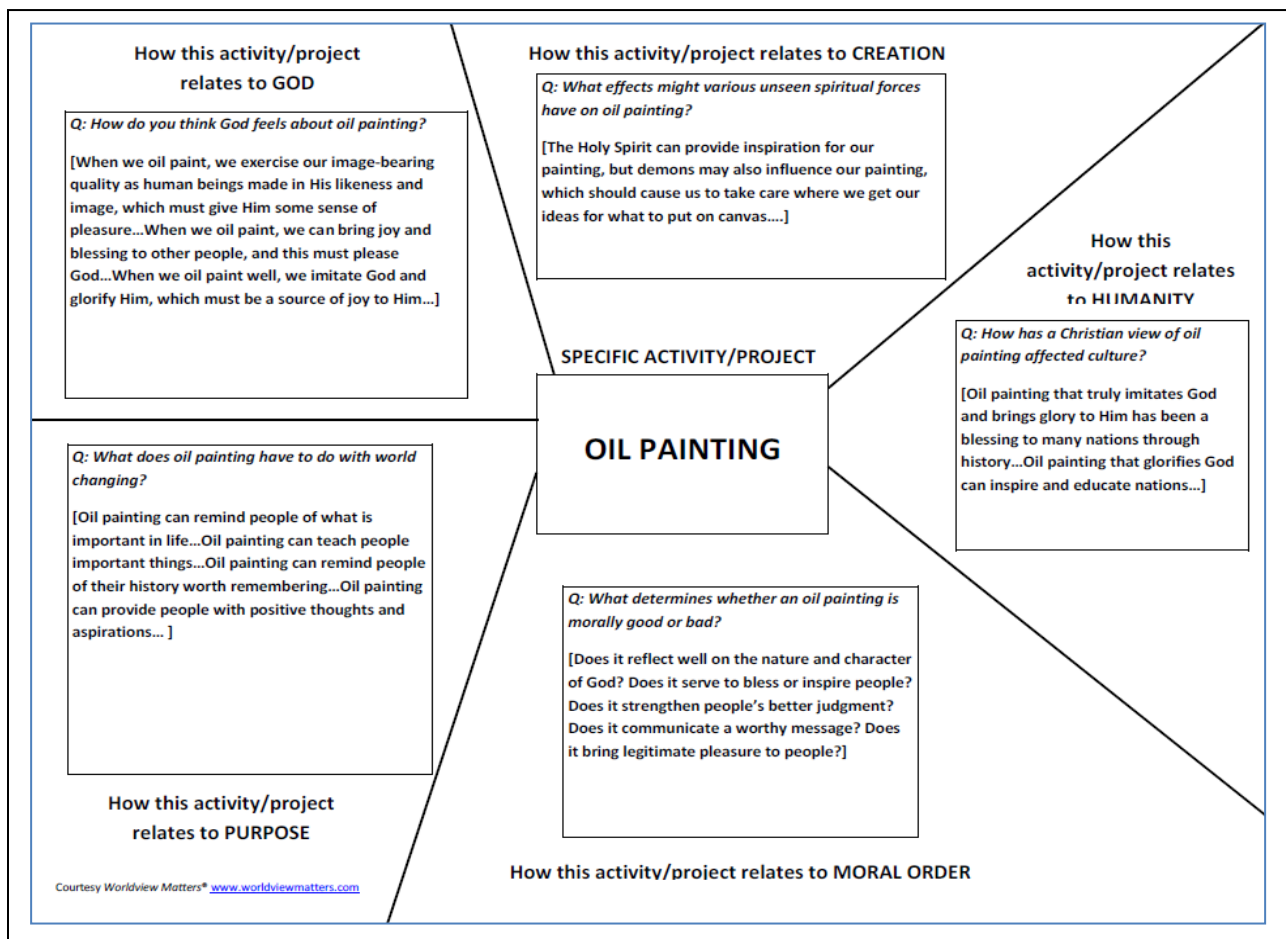 How this activity/project
relates to GOD
Q: How do you think God feels about oil painting?
[When we oil paint, we exercise our image-bearing
quality as human beings made in His likeness and
image, which must give Him some sense of
pleasure...When we oil paint, we can bring joy and
blessing to other people, and this must please
God...When we oil paint well, we imitate God and
glorify Him, which must be a source of joy to Him...]
How this activity/project relates to CREATION
Q: What effects might various unseen spiritual forces
have on oil painting?
[The Holy Spirit can provide inspiration for our
painting, but demons may also influence our painting,
which should cause us to take care where we get our
ideas for what to put on canvas....]
How this
activity/project relates
to HUMANITY
Q: How has a Christian view of oil
painting affected culture?
[Oil painting that truly imitates God
and brings glory to Him has been a
blessing to many nations through
history...Oil painting that glorifies God
can inspire and educate nations...]
SPECIFIC ACTIVITY/PROJECT
OIL PAINTING
Q: What does oil painting have to do with world
changing?
[Oil painting can remind people of what is
important in life...Oil painting can teach people
important things...Oil painting can remind people
of their history worth remembering...Oil painting
can provide people with positive thoughts and
aspirations... ]
How this activity/project
relates to PURPOSE
Q: What determines whether an oil painting is
morally good or bad?
[Does it reflect well on the nature and character
of God? Does it serve to bless or inspire people?
Does it strengthen people's better judgment?
Does it communicate a worthy message? Does
it bring legitimate pleasure to people?]
How this activity/project relates to MORAL ORDER
Courtesy Worldview Matters® www.worldviewmatters.com